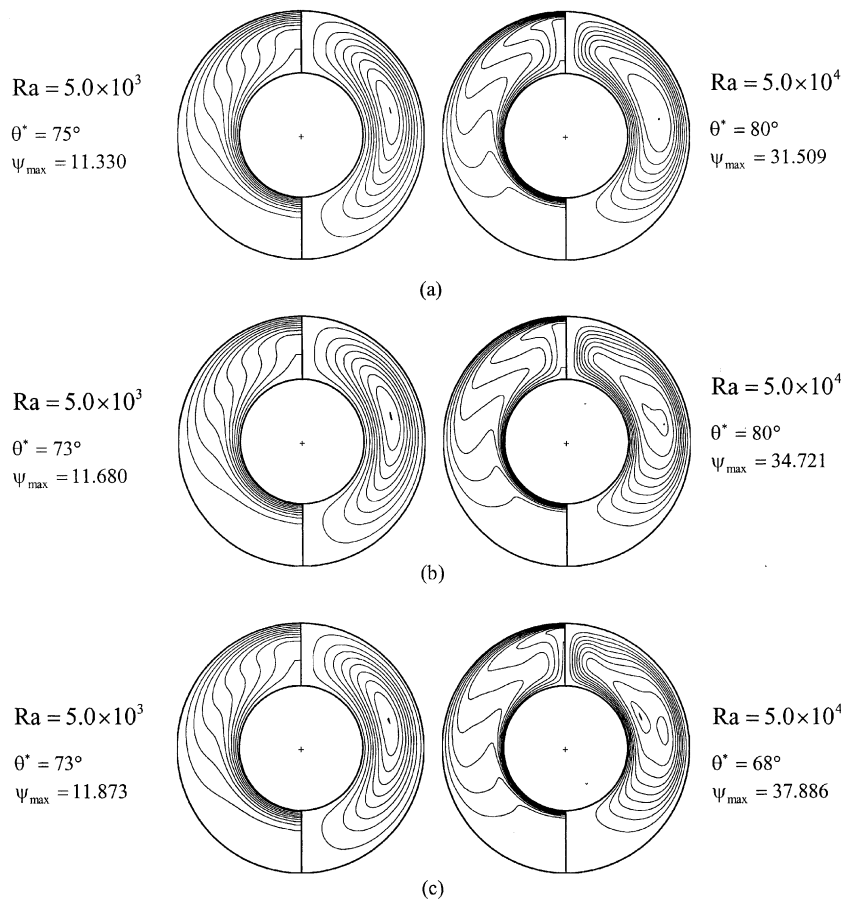 Ra = 5.0×10³
θ* = 75°
ψmax = 11.330
Ra = 5.0×10⁴
θ* = 80°
ψmax = 31.509
(a)
Ra = 5.0×10³
θ* = 73°
ψmax = 11.680
Ra = 5.0×10⁴
θ* = 80°
ψmax = 34.721
(b)
Ra = 5.0×10³
θ* = 73°
ψmax = 11.873
Ra = 5.0×10⁴
θ* = 68°
ψmax = 37.886
(c)